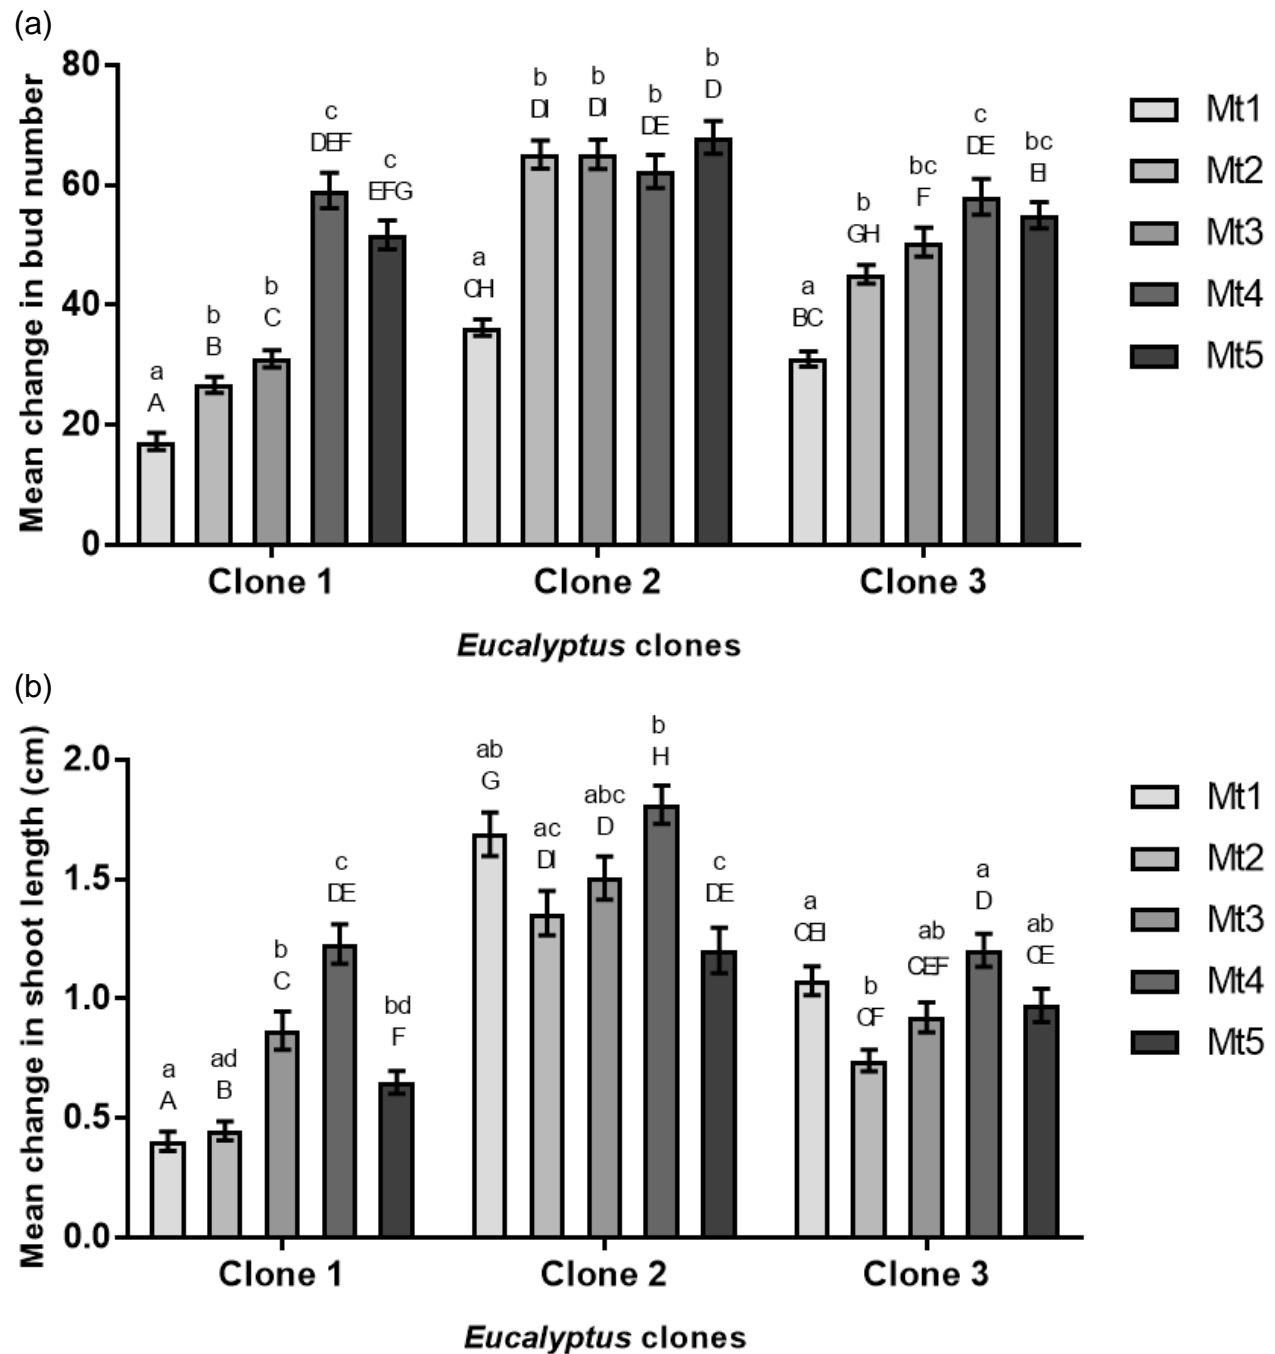 (a)
Mean change in bud number
80
60
40
20
0
a
A
b
B
b
C
c
DEF
c
EFG
a
CH
b
DI
b
DI
b
DE
b
D
a
BC
b
GH
bc
F
c
DE
bc
EI
Clone 1
Clone 2
Clone 3
Eucalyptus clones
Mt1
Mt2
Mt3
Mt4
Mt5
(b)
Mean change in shoot length (cm)
2.0
1.5
1.0
0.5
0.0
a
A
ad
B
b
C
c
DE
bd
F
ab
G
ac
DI
abc
D
b
H
c
DE
a
CEI
b
CF
ab
CEF
a
D
ab
CE
Clone 1
Clone 2
Clone 3
Eucalyptus clones
Mt1
Mt2
Mt3
Mt4
Mt5